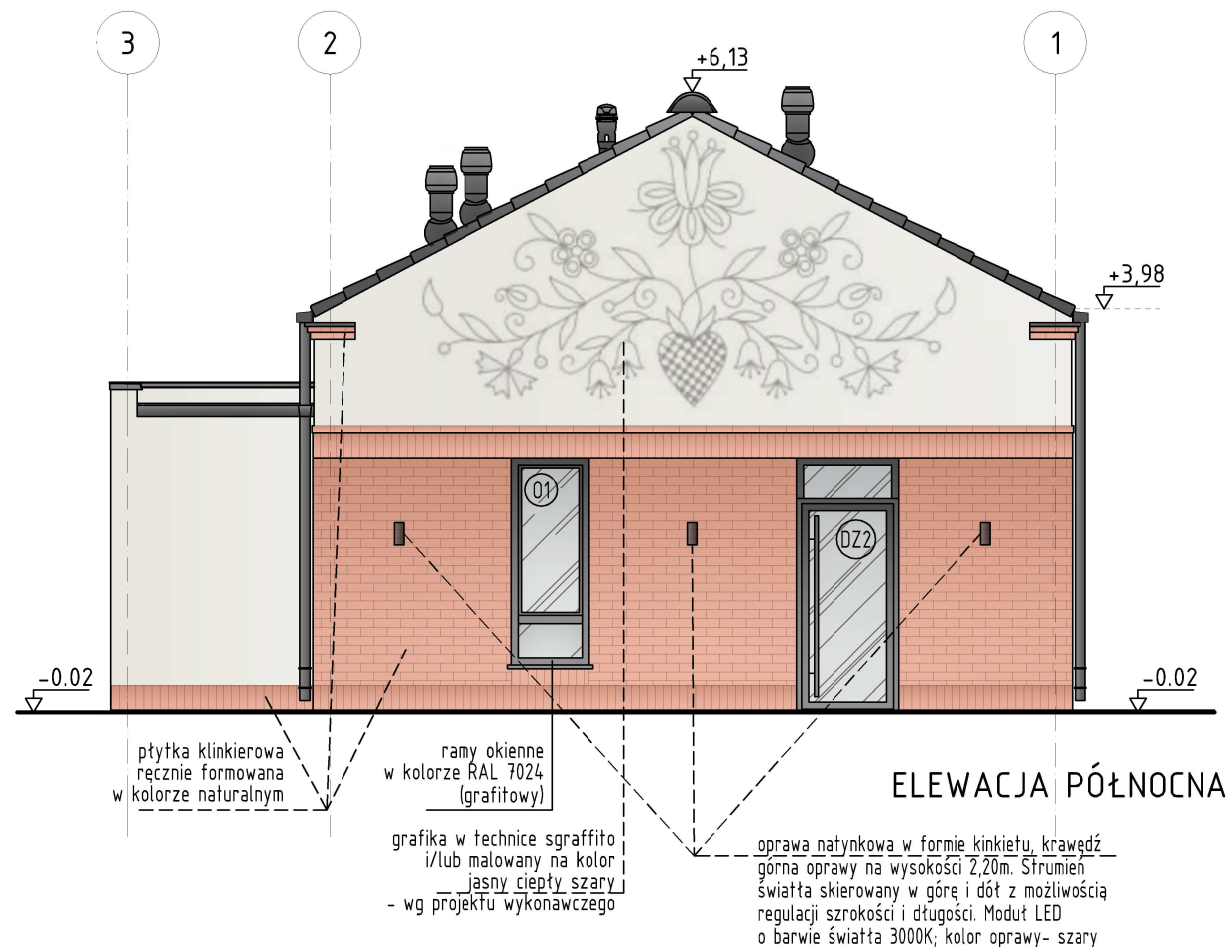 3
2
1
+6,13
+3,98
01
DZ2
-0.02
-0.02
płytka klinkierowa
ręcznie formowana
w kolorze naturalnym
ramy okienne
w kolorze RAL 7024
(grafitowy)
ELEWACJA PÓŁNOCNA
grafika w technice sgraffito
i/lub malowany na kolor
jasny ciepły szary
- wg projektu wykonawczego
oprawa natynkowa w formie kinkietu, krawędź
górna oprawy na wysokości 2,20m. Strumień
światła skierowany w górę i dół z możliwością
regulacji szrokości i długości. Moduł LED
o barwie światła 3000K; kolor oprawy- szary